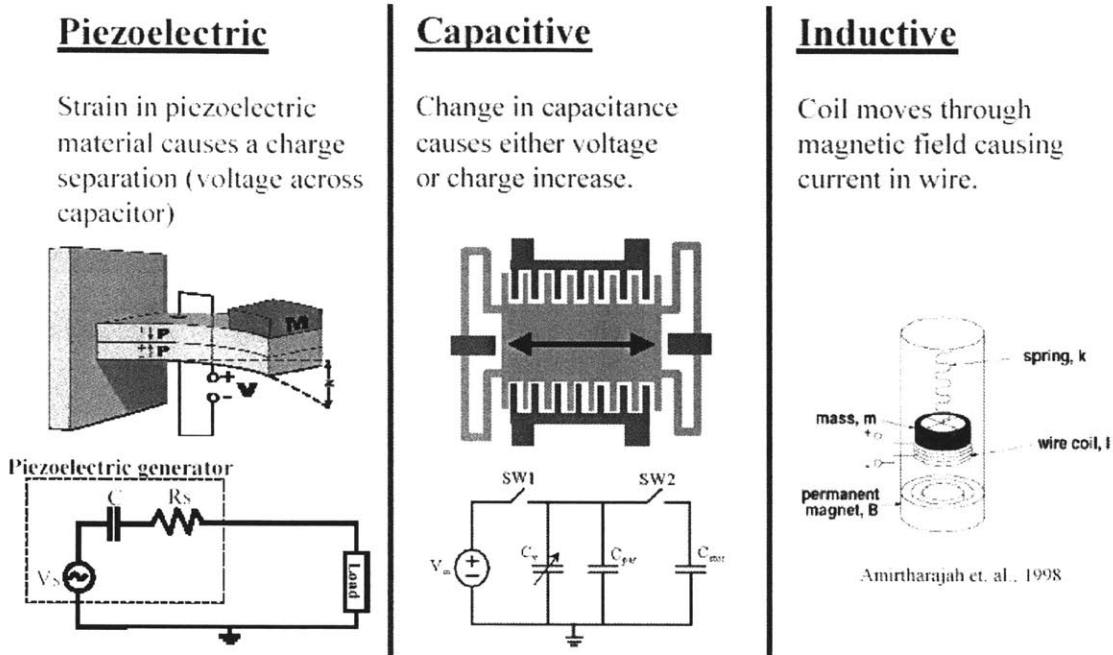 Piezoelectric
Strain in piezoelectric
material causes a charge
separation (voltage across
capacitor)
P
P
M
+
V
-
z
Piezoelectric generator
C
Rs
Vs
Load
Capacitive
Change in capacitance
causes either voltage
or charge increase.
SW1
SW2
Vin
+
−
Cv
Cpar
Cstor
Inductive
Coil moves through
magnetic field causing
current in wire.
spring, k
mass, m
+
wire coil, l
-
permanent
magnet, B
Amirtharajah et. al., 1998